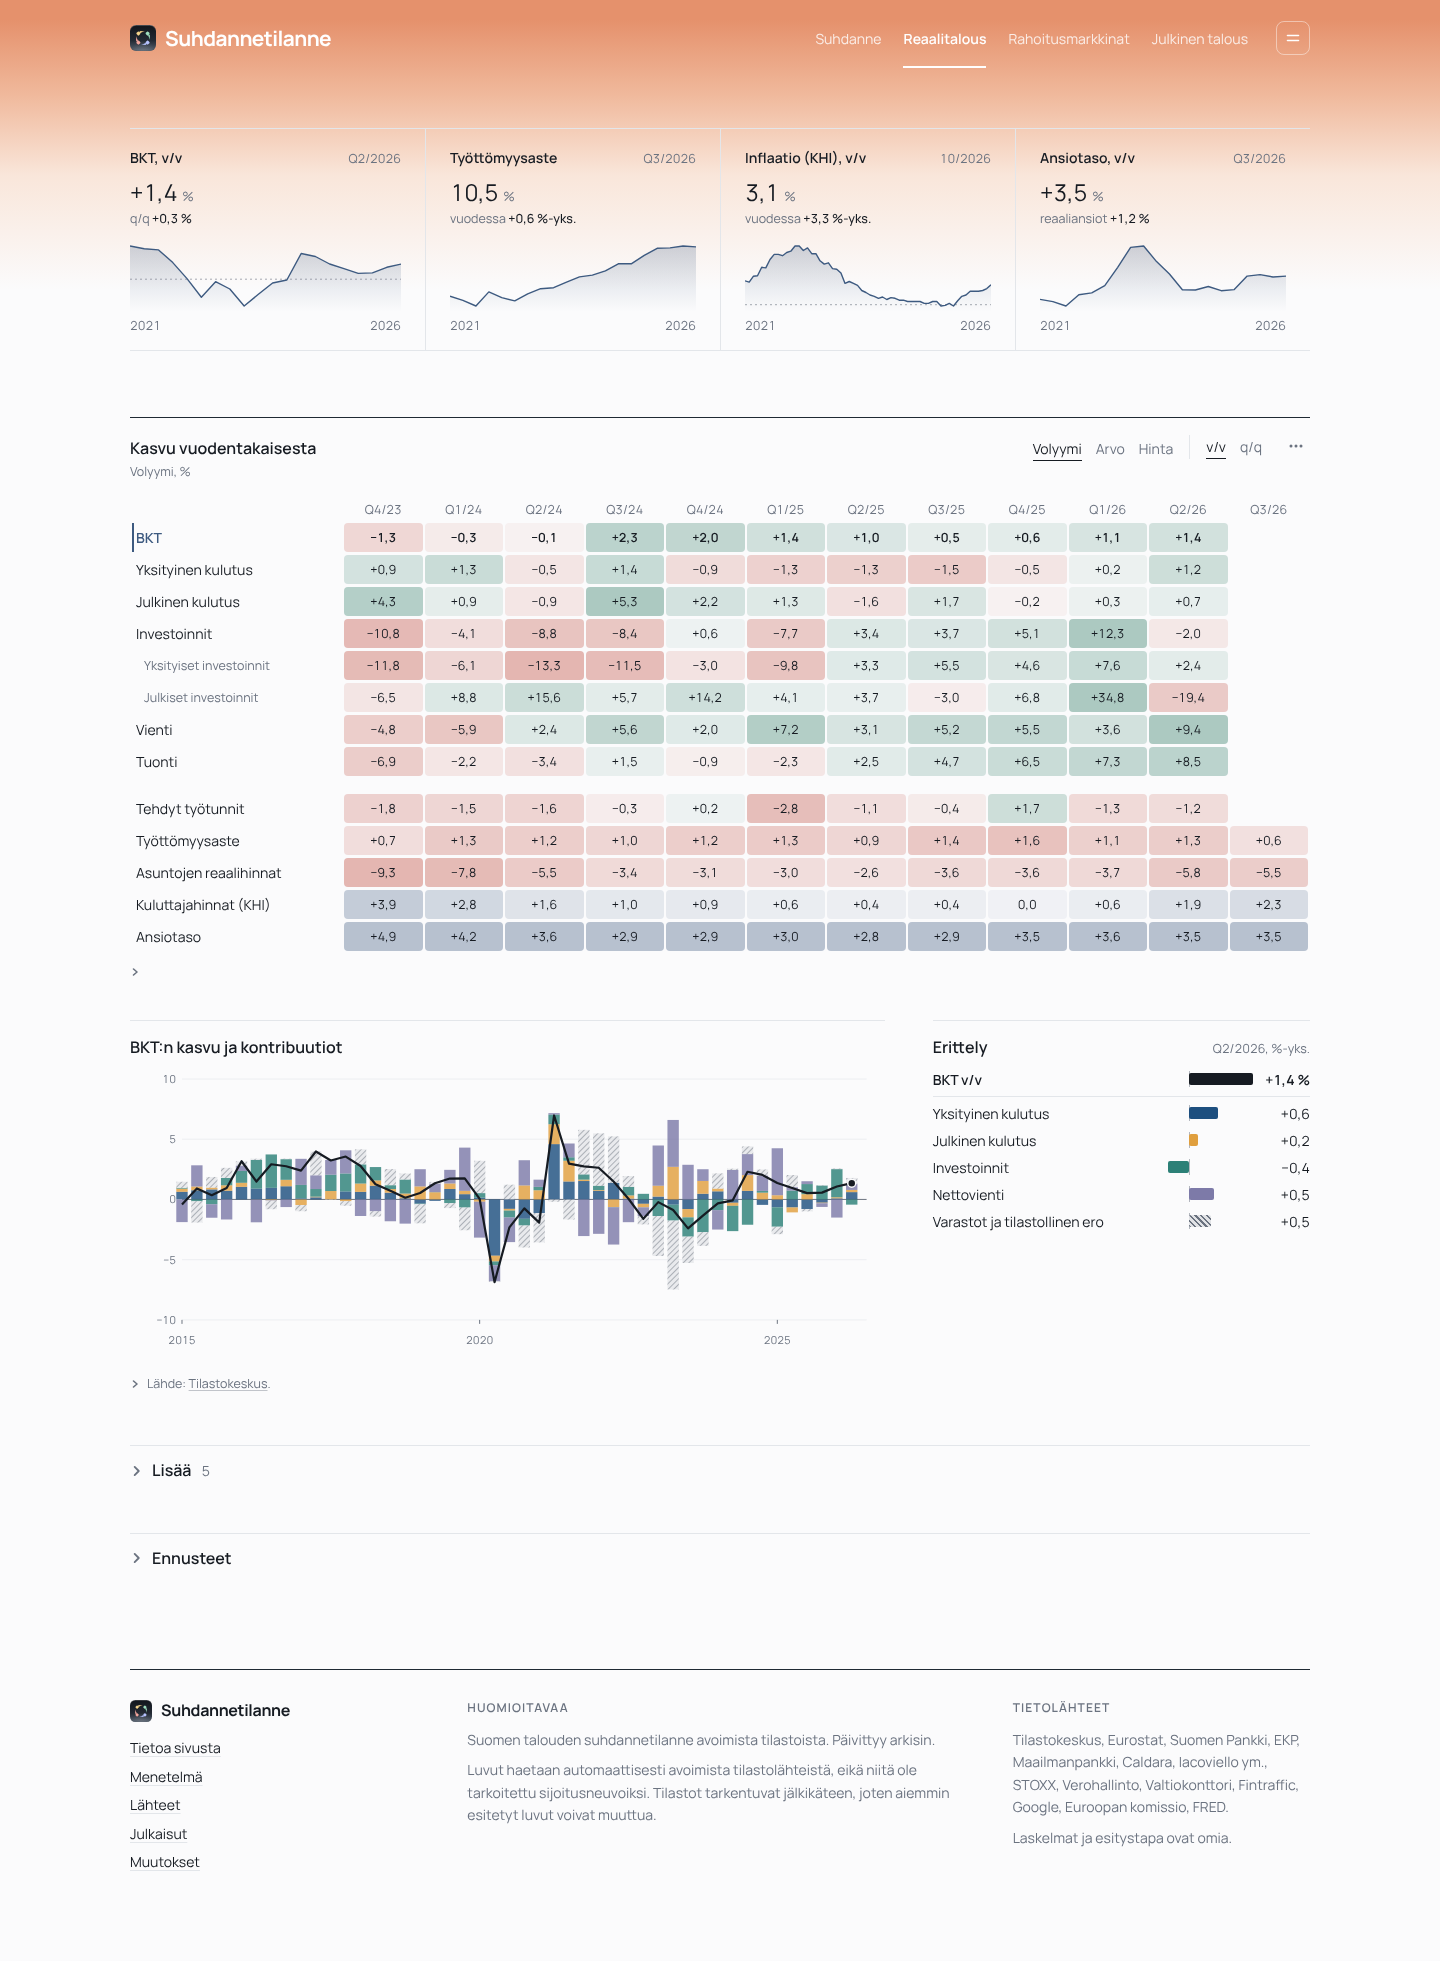 Suhdannetilanne
Suhdanne Reaalitalous Rahoitusmarkkinat Julkinen talous
BKT, v/v Q2/2026
+1,4 %
q/q +0,3 %
2021 2026
Työttömyysaste Q3/2026
10,5 %
vuodessa +0,6 %-yks.
2021 2026
Inflaatio (KHI), v/v 10/2026
3,1 %
vuodessa +3,3 %-yks.
2021 2026
Ansiotaso, v/v Q3/2026
+3,5 %
reaaliansiot +1,2 %
2021 2026
Kasvu vuodentakaisesta
Volyymi, %
Volyymi Arvo Hinta v/v q/q
Q4/23 Q1/24 Q2/24 Q3/24 Q4/24 Q1/25 Q2/25 Q3/25 Q4/25 Q1/26 Q2/26 Q3/26
BKT −1,3 −0,3 −0,1 +2,3 +2,0 +1,4 +1,0 +0,5 +0,6 +1,1 +1,4
Yksityinen kulutus +0,9 +1,3 −0,5 +1,4 −0,9 −1,3 −1,3 −1,5 −0,5 +0,2 +1,2
Julkinen kulutus +4,3 +0,9 −0,9 +5,3 +2,2 +1,3 −1,6 +1,7 −0,2 +0,3 +0,7
Investoinnit −10,8 −4,1 −8,8 −8,4 +0,6 −7,7 +3,4 +3,7 +5,1 +12,3 −2,0
Yksityiset investoinnit −11,8 −6,1 −13,3 −11,5 −3,0 −9,8 +3,3 +5,5 +4,6 +7,6 +2,4
Julkiset investoinnit −6,5 +8,8 +15,6 +5,7 +14,2 +4,1 +3,7 −3,0 +6,8 +34,8 −19,4
Vienti −4,8 −5,9 +2,4 +5,6 +2,0 +7,2 +3,1 +5,2 +5,5 +3,6 +9,4
Tuonti −6,9 −2,2 −3,4 +1,5 −0,9 −2,3 +2,5 +4,7 +6,5 +7,3 +8,5
Tehdyt työtunnit −1,8 −1,5 −1,6 −0,3 +0,2 −2,8 −1,1 −0,4 +1,7 −1,3 −1,2
Työttömyysaste +0,7 +1,3 +1,2 +1,0 +1,2 +1,3 +0,9 +1,4 +1,6 +1,1 +1,3 +0,6
Asuntojen reaalihinnat −9,3 −7,8 −5,5 −3,4 −3,1 −3,0 −2,6 −3,6 −3,6 −3,7 −5,8 −5,5
Kuluttajahinnat (KHI) +3,9 +2,8 +1,6 +1,0 +0,9 +0,6 +0,4 +0,4 0,0 +0,6 +1,9 +2,3
Ansiotaso +4,9 +4,2 +3,6 +2,9 +2,9 +3,0 +2,8 +2,9 +3,5 +3,6 +3,5 +3,5
BKT:n kasvu ja kontribuutiot
10
5
0
−5
−10
2015 2020 2025
Lähde: Tilastokeskus.
Erittely Q2/2026, %-yks.
BKT v/v +1,4 %
Yksityinen kulutus +0,6
Julkinen kulutus +0,2
Investoinnit −0,4
Nettovienti +0,5
Varastot ja tilastollinen ero +0,5
Lisää 5
Ennusteet
Suhdannetilanne
Tietoa sivusta
Menetelmä
Lähteet
Julkaisut
Muutokset
HUOMIOITAVAA
Suomen talouden suhdannetilanne avoimista tilastoista. Päivittyy arkisin.
Luvut haetaan automaattisesti avoimista tilastolähteistä, eikä niitä ole
tarkoitettu sijoitusneuvoiksi. Tilastot tarkentuvat jälkikäteen, joten aiemmin
esitetyt luvut voivat muuttua.
TIETOLÄHTEET
Tilastokeskus, Eurostat, Suomen Pankki, EKP,
Maailmanpankki, Caldara, Iacoviello ym.,
STOXX, Verohallinto, Valtiokonttori, Fintraffic,
Google, Euroopan komissio, FRED.
Laskelmat ja esitystapa ovat omia.